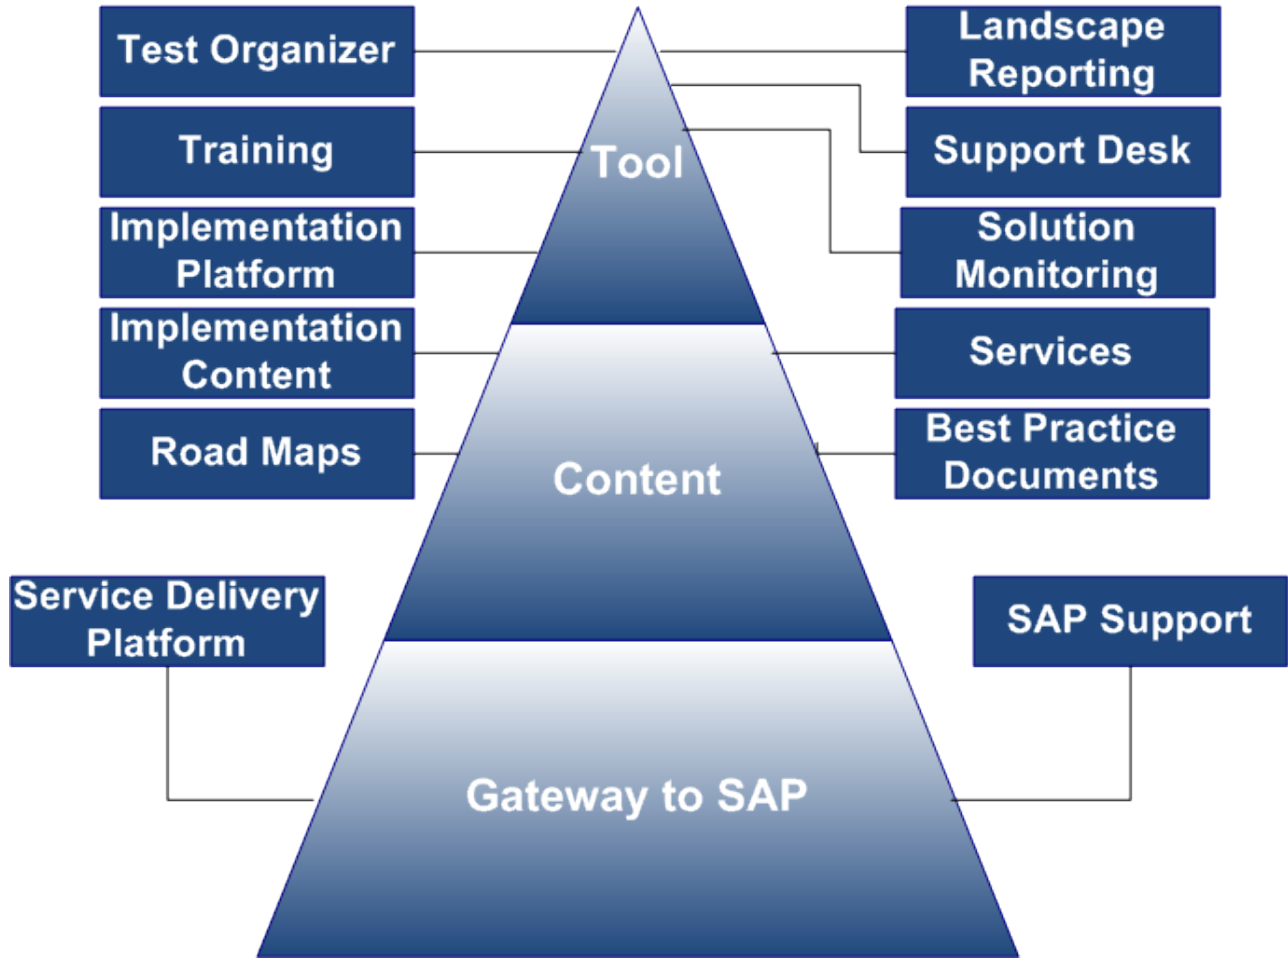 Test Organizer
Landscape
Reporting
Training
Tool
Support Desk
Implementation
Platform
Solution
Monitoring
Implementation
Content
Services
Road Maps
Content
Best Practice
Documents
Service Delivery
Platform
SAP Support
Gateway to SAP